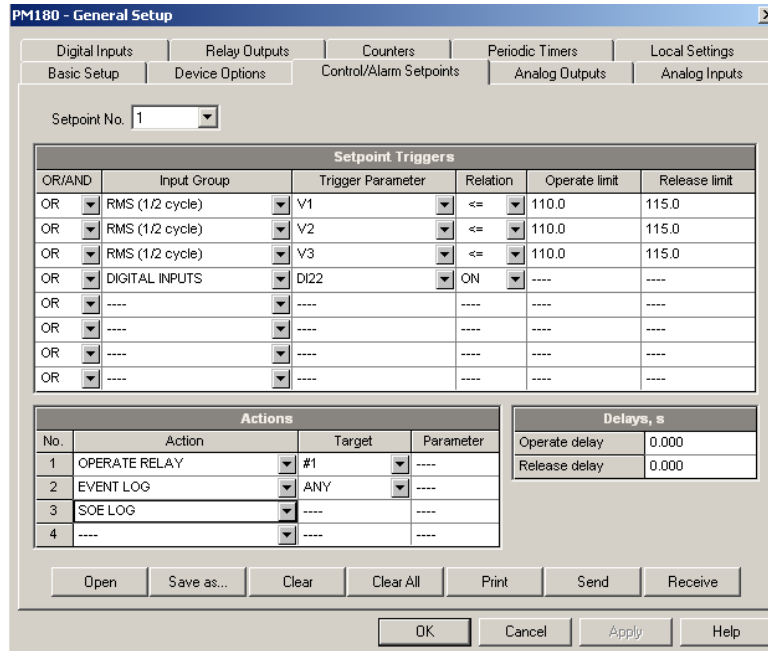 PM180 - General Setup
Digital Inputs Relay Outputs Counters Periodic Timers Local Settings
Basic Setup Device Options Control/Alarm Setpoints Analog Outputs Analog Inputs
Setpoint No. 1
Setpoint Triggers
OR/AND Input Group Trigger Parameter Relation Operate limit Release limit
OR RMS (1/2 cycle) V1 <= 110.0 115.0
OR RMS (1/2 cycle) V2 <= 110.0 115.0
OR RMS (1/2 cycle) V3 <= 110.0 115.0
OR DIGITAL INPUTS DI22 ON ---- ----
OR ---- ---- ---- ---- ----
OR ---- ---- ---- ---- ----
OR ---- ---- ---- ---- ----
OR ---- ---- ---- ---- ----
Actions
No. Action Target Parameter
1 OPERATE RELAY #1 ----
2 EVENT LOG ANY ----
3 SOE LOG ---- ----
4 ---- ---- ----
Delays, s
Operate delay 0.000
Release delay 0.000
Open Save as... Clear Clear All Print Send Receive
OK Cancel Apply Help